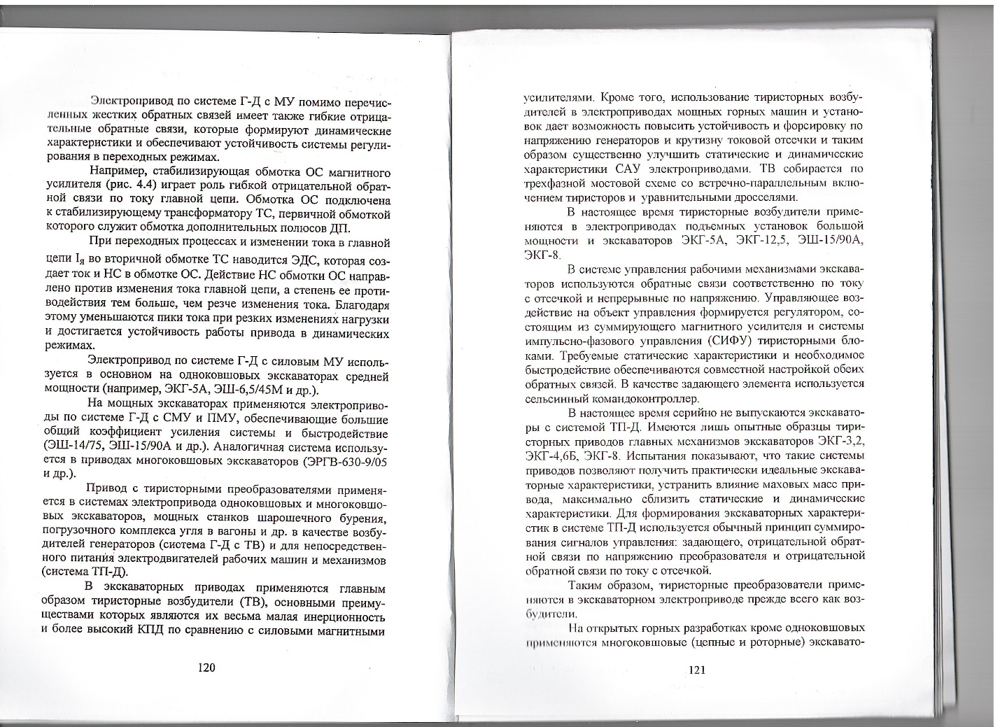 Электропривод по системе Г-Д с МУ помимо перечис-
ленных жестких обратных связей имеет также гибкие отрица-
тельные обратные связи, которые формируют динамические
характеристики и обеспечивают устойчивость системы регули-
рования в переходных режимах.
Например, стабилизирующая обмотка ОС магнитного
усилителя (рис. 4.4) играет роль гибкой отрицательной обрат-
ной связи по току главной цепи. Обмотка ОС подключена
к стабилизирующему трансформатору ТС, первичной обмоткой
которого служит обмотка дополнительных полюсов ДП.
При переходных процессах и изменении тока в главной
цепи Iя во вторичной обмотке ТС наводится ЭДС, которая соз-
дает ток и НС в обмотке ОС. Действие НС обмотки ОС направ-
лено против изменения тока главной цепи, а степень ее проти-
водействия тем больше, чем резче изменения тока. Благодаря
этому уменьшаются пики тока при резких изменениях нагрузки
и достигается устойчивость работы привода в динамических
режимах.
Электропривод по системе Г-Д с силовым МУ исполь-
зуется в основном на одноковшовых экскаваторах средней
мощности (например, ЭКГ-5А, ЭШ-6,5/45М и др.).
На мощных экскаваторах применяются электроприво-
ды по системе Г-Д с СМУ и ПМУ, обеспечивающие большие
общий коэффициент усиления системы и быстродействие
(ЭШ-14/75, ЭШ-15/90А и др.). Аналогичная система использу-
ется в приводах многоковшовых экскаваторов (ЭРГВ-630-9/05
и др.).
Привод с тиристорными преобразователями применя-
ется в системах электропривода одноковшовых и многоковшо-
вых экскаваторов, мощных станков шарошечного бурения,
погрузочного комплекса угля в вагоны и др. в качестве возбу-
дителей генераторов (система Г-Д с ТВ) и для непосредствен-
ного питания электродвигателей рабочих машин и механизмов
(система ТП-Д).
В экскаваторных приводах применяются главным
образом тиристорные возбудители (ТВ), основными преиму-
ществами которых являются их весьма малая инерционность
и более высокий КПД по сравнению с силовыми магнитными
120
усилителями. Кроме того, использование тиристорных возбу-
дителей в электроприводах мощных горных машин и устано-
вок дает возможность повысить устойчивость и форсировку по
напряжению генераторов и крутизну токовой отсечки и таким
образом существенно улучшить статические и динамические
характеристики САУ электроприводами. ТВ собирается по
трехфазной мостовой схеме со встречно-параллельным вклю-
чением тиристоров и уравнительными дросселями.
В настоящее время тиристорные возбудители приме-
няются в электроприводах подъемных установок большой
мощности и экскаваторов ЭКГ-5А, ЭКГ-12,5, ЭШ-15/90А,
ЭКГ-8.
В системе управления рабочими механизмами экскава-
торов используются обратные связи соответственно по току
с отсечкой и непрерывные по напряжению. Управляющее воз-
действие на объект управления формируется регулятором, со-
стоящим из суммирующего магнитного усилителя и системы
импульсно-фазового управления (СИФУ) тиристорными бло-
ками. Требуемые статические характеристики и необходимое
быстродействие обеспечиваются совместной настройкой обеих
обратных связей. В качестве задающего элемента используется
сельсинный командоконтроллер.
В настоящее время серийно не выпускаются экскавато-
ры с системой ТП-Д. Имеются лишь опытные образцы тири-
сторных приводов главных механизмов экскаваторов ЭКГ-3,2,
ЭКГ-4,6Б, ЭКГ-8. Испытания показывают, что такие системы
приводов позволяют получить практически идеальные экскава-
торные характеристики, устранить влияние маховых масс при-
вода, максимально сблизить статические и динамические
характеристики. Для формирования экскаваторных характери-
стик в системе ТП-Д используется обычный принцип суммиро-
вания сигналов управления: задающего, отрицательной обрат-
ной связи по напряжению преобразователя и отрицательной
обратной связи по току с отсечкой.
Таким образом, тиристорные преобразователи приме-
няются в экскаваторном электроприводе прежде всего как воз-
будители.
На открытых горных разработках кроме одноковшовых
применяются многоковшовые (цепные и роторные) экскавато-
121